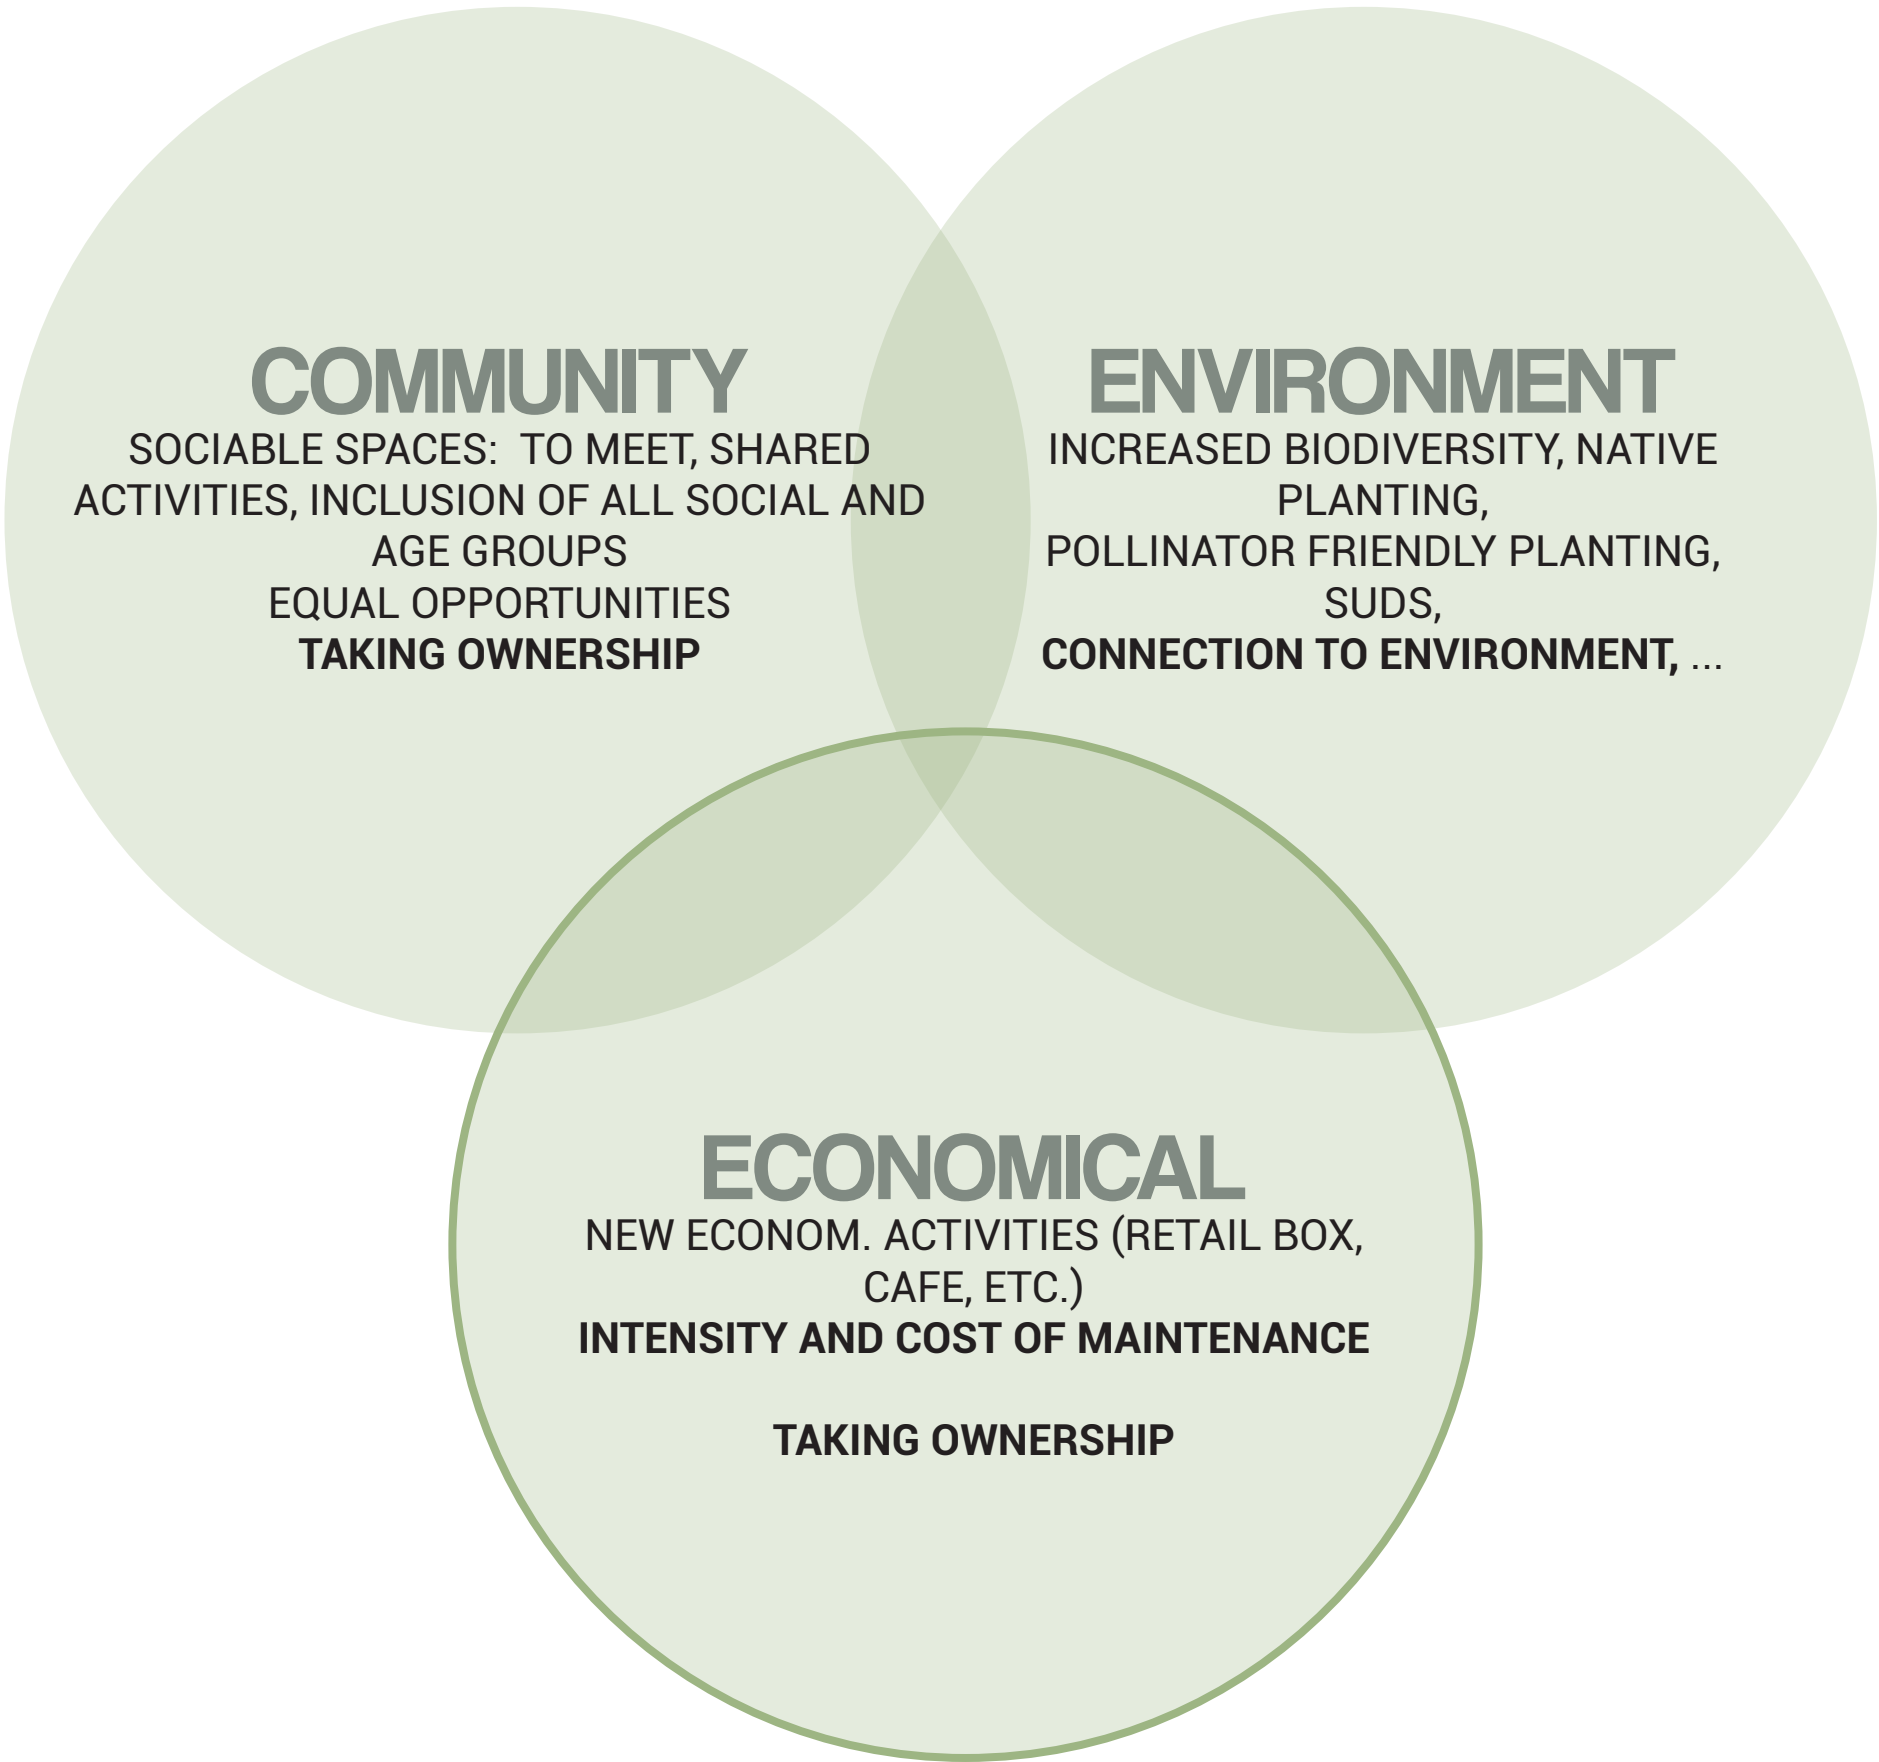 COMMUNITY
SOCIABLE SPACES:  TO MEET, SHARED
ACTIVITIES, INCLUSION OF ALL SOCIAL AND
AGE GROUPS
EQUAL OPPORTUNITIES
TAKING OWNERSHIP
ENVIRONMENT
INCREASED BIODIVERSITY, NATIVE
PLANTING,
POLLINATOR FRIENDLY PLANTING,
SUDS,
CONNECTION TO ENVIRONMENT, ...
ECONOMICAL
NEW ECONOM. ACTIVITIES (RETAIL BOX,
CAFE, ETC.)
INTENSITY AND COST OF MAINTENANCE
TAKING OWNERSHIP